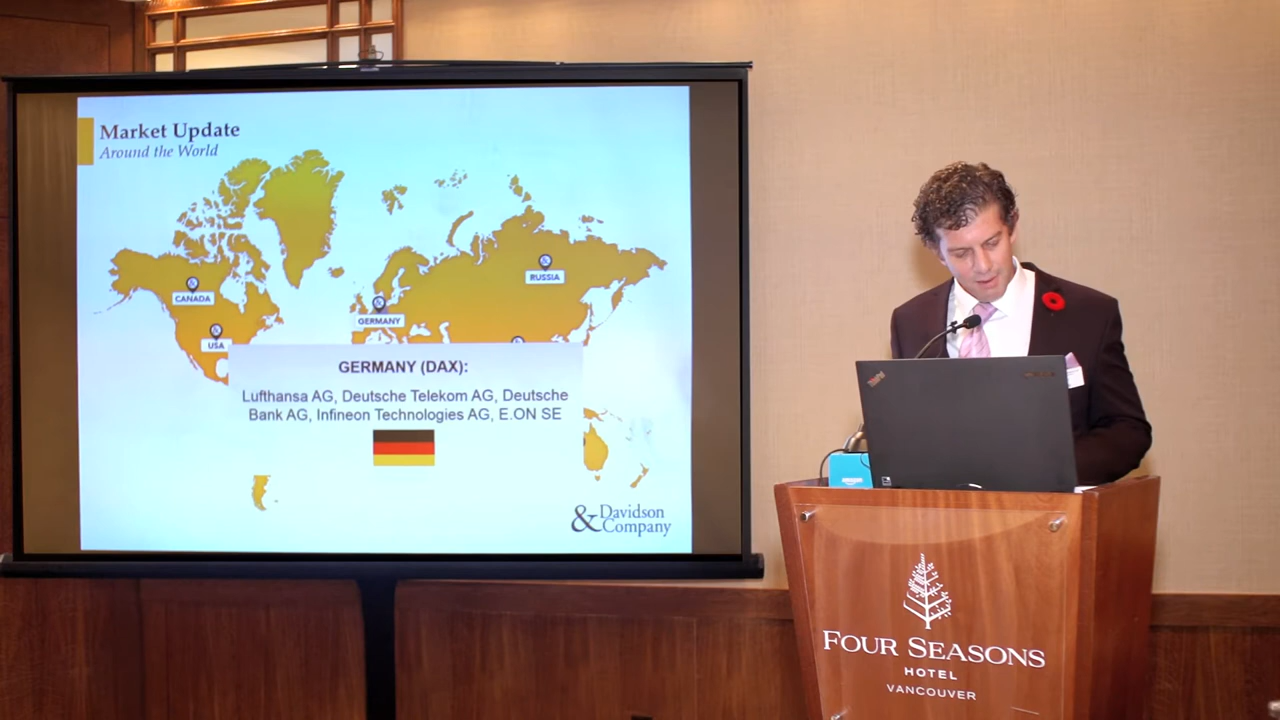 Market Update
Around the World
RUSSIA
CANADA
GERMANY
USA
GERMANY (DAX):
Lufthansa AG, Deutsche Telekom AG, Deutsche
Bank AG, Infineon Technologies AG, E.ON SE
& Davidson
Company
ThinkPad
FOUR SEASONS
HOTEL
VANCOUVER